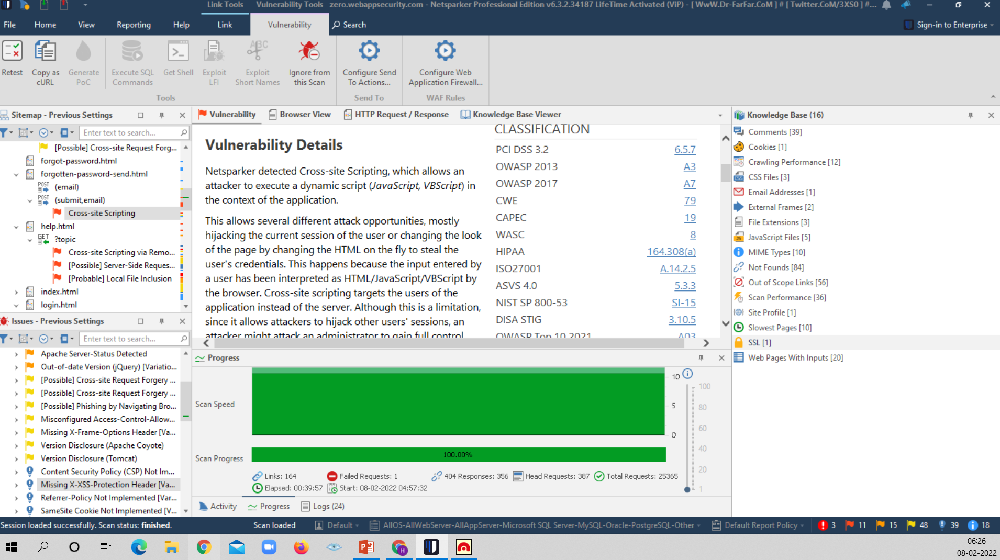 Link Tools
Vulnerability Tools
zero.webappsecurity.com - Netsparker Professional Edition v6.3.2.34187 LifeTime Activated (ViP) - [ WwW.Dr-FarFar.CoM ] # [ Twitter.CoM/3XS0 ] #...
File
Home
View
Reporting
Help
Link
Vulnerability
Search
Sign-in to Enterprise
Retest
Copy as cURL
Generate PoC
Execute SQL Commands
Get Shell
Exploit LFI
ABC
Exploit Short Names
Ignore from this Scan
Configure Send To Actions...
Configure Web Application Firewall...
Tools
Send To
WAF Rules
Sitemap - Previous Settings
Enter text to search...
[Possible] Cross-site Request Forg...
forgot-password.html
forgotten-password-send.html
POST (email)
POST (submit,email)
Cross-site Scripting
help.html
GET ?topic
Cross-site Scripting via Remo...
[Possible] Server-Side Reques...
[Probable] Local File Inclusion
index.html
login.html
Issues - Previous Settings
Enter text to search...
Apache Server-Status Detected
Out-of-date Version (jQuery) [Variatio...
[Possible] Cross-site Request Forgery ...
[Possible] Cross-site Request Forgery ...
[Possible] Phishing by Navigating Bro...
Misconfigured Access-Control-Allow...
Missing X-Frame-Options Header [Va...
Version Disclosure (Apache Coyote)
Version Disclosure (Tomcat)
Content Security Policy (CSP) Not Im...
Missing X-XSS-Protection Header [Va...
Referrer-Policy Not Implemented [Var...
SameSite Cookie Not Implemented [V...
Vulnerability
Browser View
HTTP Request / Response
Knowledge Base Viewer
Vulnerability Details
Netsparker detected Cross-site Scripting, which allows an
attacker to execute a dynamic script (JavaScript, VBScript) in
the context of the application.
This allows several different attack opportunities, mostly
hijacking the current session of the user or changing the look
of the page by changing the HTML on the fly to steal the
user's credentials. This happens because the input entered by
a user has been interpreted as HTML/JavaScript/VBScript by
the browser. Cross-site scripting targets the users of the
application instead of the server. Although this is a limitation,
since it allows attackers to hijack other users' sessions, an
attacker might attack an administrator to gain full control
CLASSIFICATION
PCI DSS 3.2 6.5.7
OWASP 2013 A3
OWASP 2017 A7
CWE 79
CAPEC 19
WASC 8
HIPAA 164.308(a)
ISO27001 A.14.2.5
ASVS 4.0 5.3.3
NIST SP 800-53 SI-15
DISA STIG 3.10.5
OWASP Top 10 2021 A03
Progress
Scan Speed
10
5
0
100
80
60
40
20
1
Scan Progress
100.00%
Links: 164
Failed Requests: 1
404 Responses: 356
Head Requests: 387
Total Requests: 25365
Elapsed: 00:39:57
Start: 08-02-2022 04:57:32
Activity
Progress
Logs (24)
Knowledge Base (16)
Comments [39]
Cookies [1]
Crawling Performance [12]
CSS Files [3]
Email Addresses [1]
External Frames [2]
File Extensions [3]
JavaScript Files [5]
MIME Types [10]
Not Founds [84]
Out of Scope Links [56]
Scan Performance [36]
Site Profile [1]
Slowest Pages [10]
SSL [1]
Web Pages With Inputs [20]
Session loaded successfully. Scan status: finished.
Scan loaded
Default
AllOS-AllWebServer-AllAppServer-Microsoft SQL Server-MySQL-Oracle-PostgreSQL-Other
Default Report Policy
3
11
15
48
39
18
06:26
08-02-2022